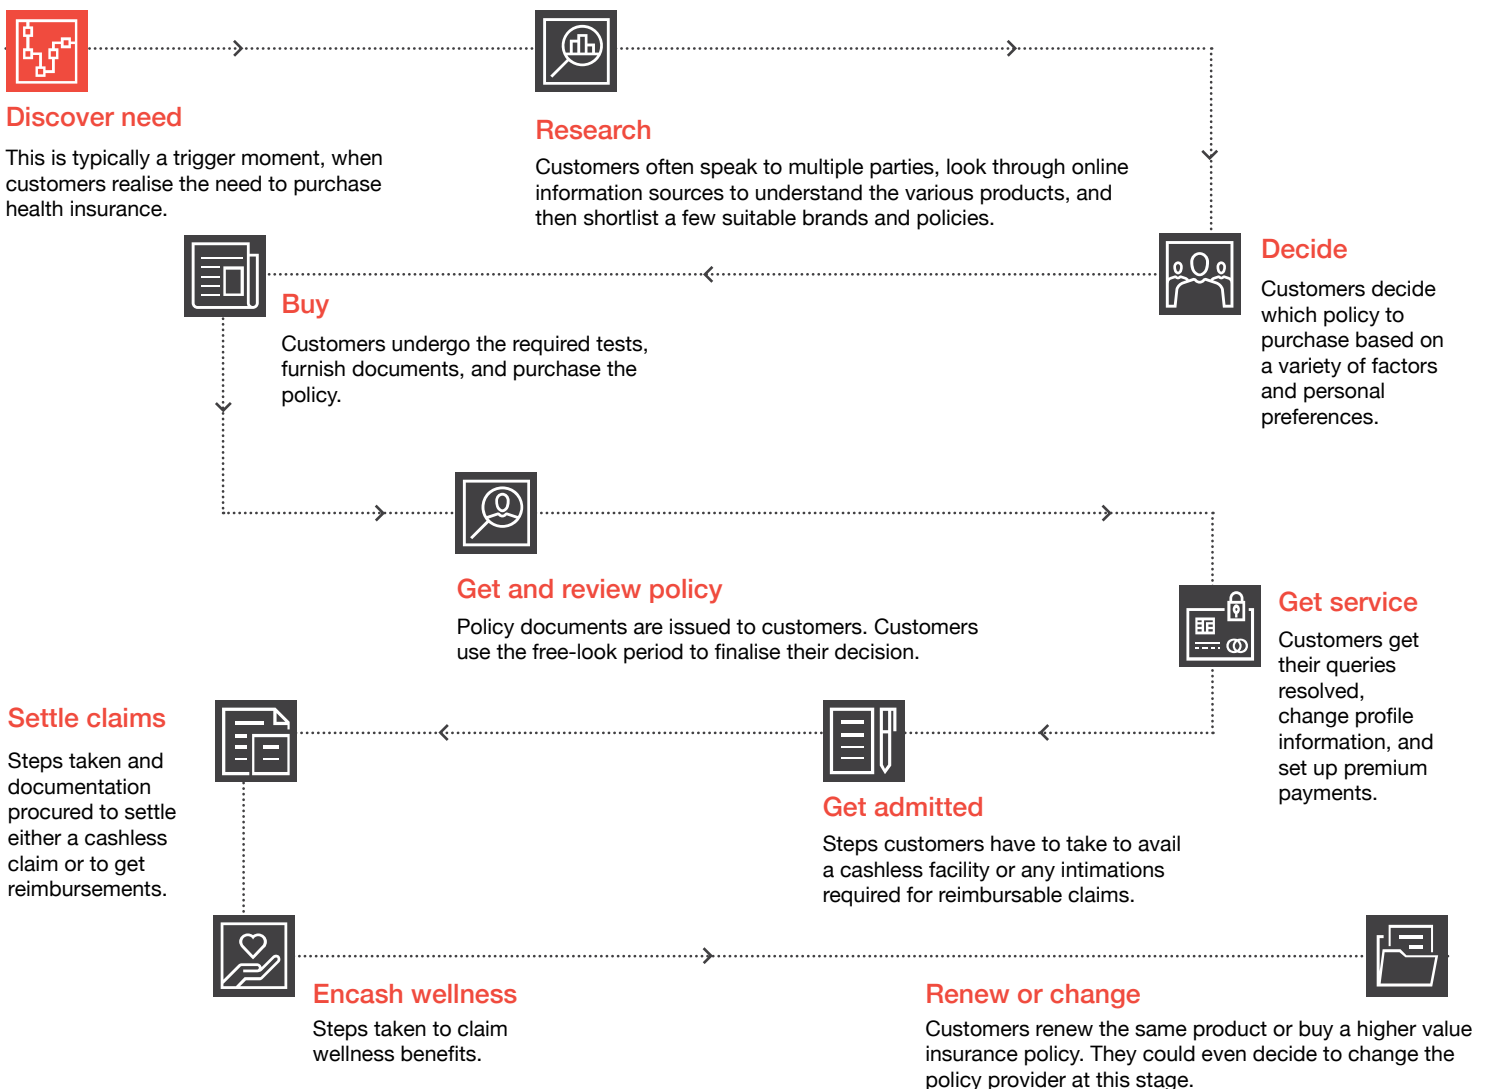 Discover need
This is typically a trigger moment, when
customers realise the need to purchase
health insurance.
Research
Customers often speak to multiple parties, look through online
information sources to understand the various products, and
then shortlist a few suitable brands and policies.
Decide
Customers decide
which policy to
purchase based on
a variety of factors
and personal
preferences.
Buy
Customers undergo the required tests,
furnish documents, and purchase the
policy.
Get and review policy
Policy documents are issued to customers. Customers
use the free-look period to finalise their decision.
Get service
Customers get
their queries
resolved,
change profile
information, and
set up premium
payments.
Get admitted
Steps customers have to take to avail
a cashless facility or any intimations
required for reimbursable claims.
Settle claims
Steps taken and
documentation
procured to settle
either a cashless
claim or to get
reimbursements.
Encash wellness
Steps taken to claim
wellness benefits.
Renew or change
Customers renew the same product or buy a higher value
insurance policy. They could even decide to change the
policy provider at this stage.